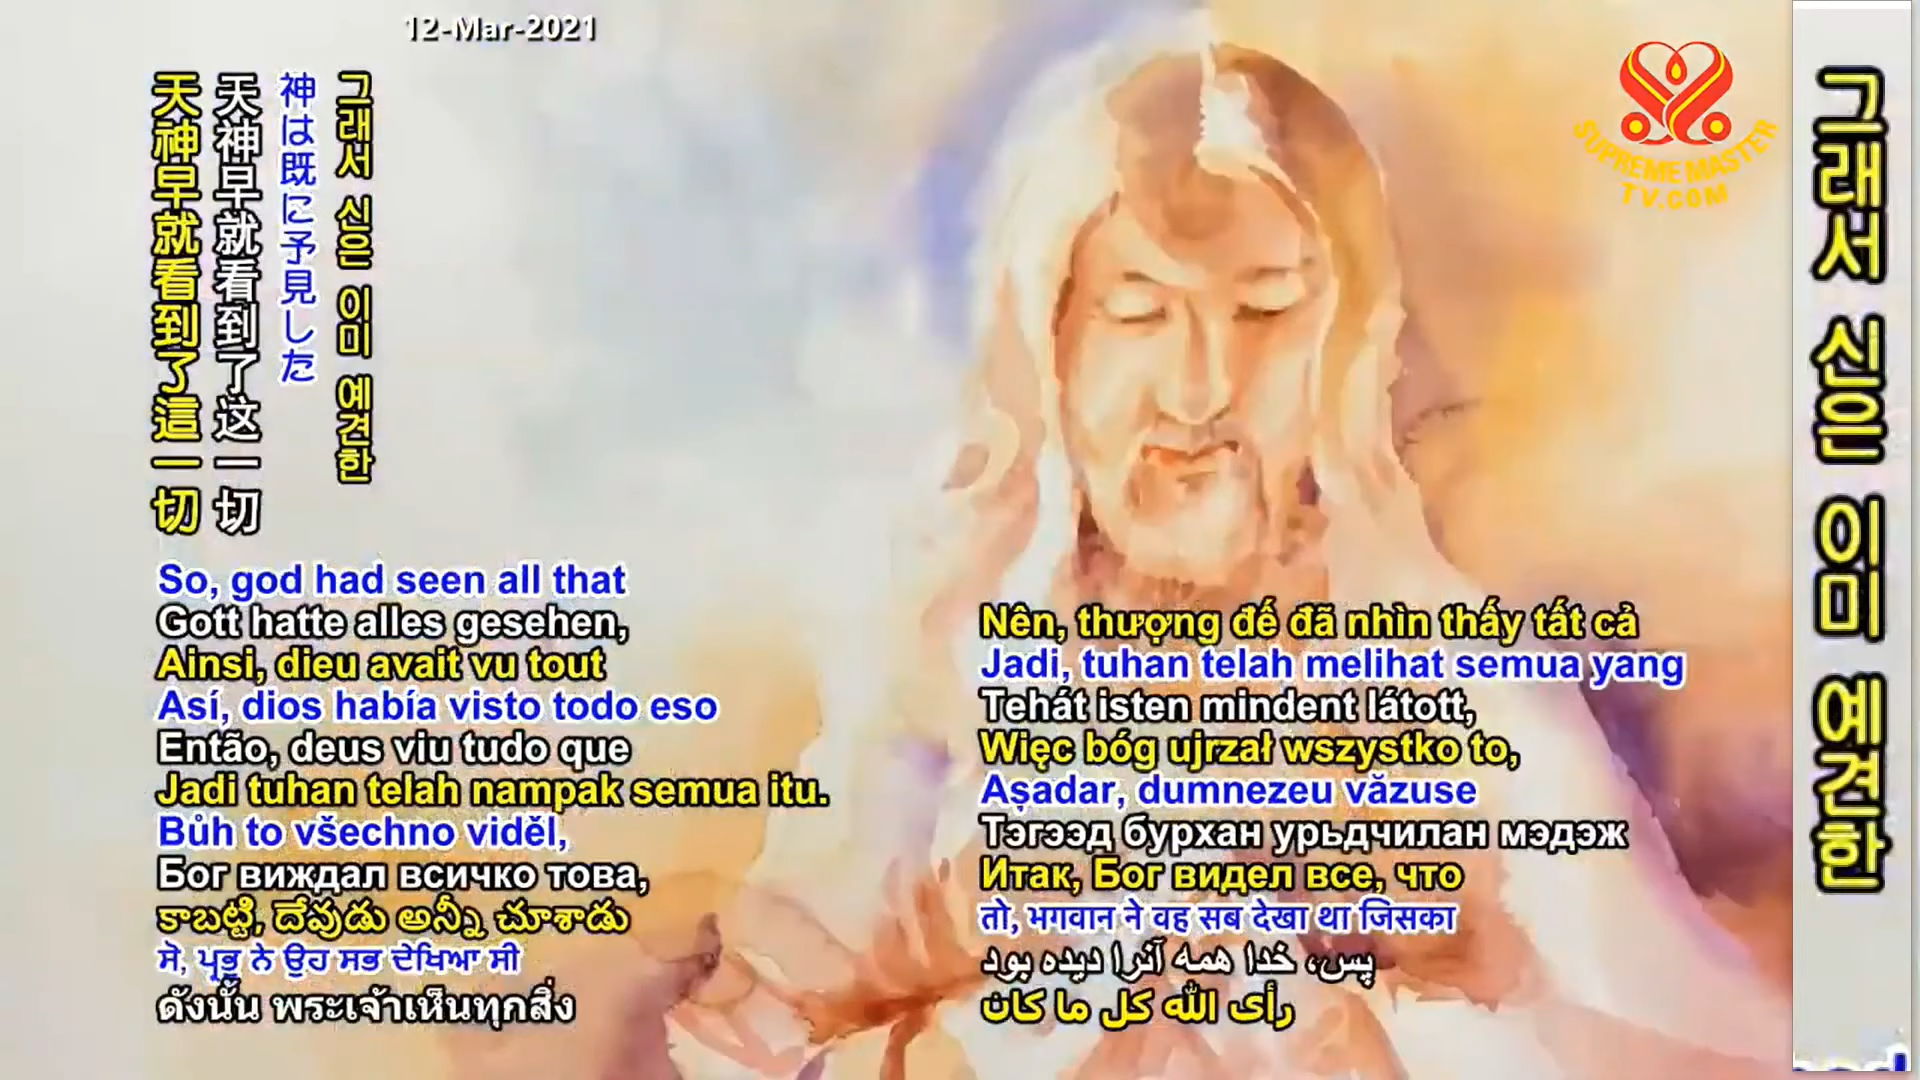 12-Mar-2021
SUPREME MASTER
TV.COM
그래서 신은 이미 예견한
神は既に予見した
天神早就看到了这一切
天神早就看到了這一切
So, god had seen all that
Gott hatte alles gesehen,
Ainsi, dieu avait vu tout
Así, dios había visto todo eso
Então, deus viu tudo que
Jadi tuhan telah nampak semua itu.
Bůh to všechno viděl,
Бог виждал всичко това,
కాబట్టి, దేవుడు అన్నీ చూశాడు
ਸੋ, ਪ੍ਰਭੂ ਨੇ ਉਹ ਸਭ ਦੇਖਿਆ ਸੀ
ดังนั้น พระเจ้าเห็นทุกสิ่ง
Nên, thượng đế đã nhìn thấy tất cả
Jadi, tuhan telah melihat semua yang
Tehát isten mindent látott,
Więc bóg ujrzał wszystko to,
Așadar, dumnezeu văzuse
Тэгээд бурхан урьдчилан мэдэж
Итак, Бог видел все, что
तो, भगवान ने वह सब देखा था जिसका
پس، خدا همه آنرا دیده بود
رأى الله كل ما كان
그래서 신은 이미 예견한